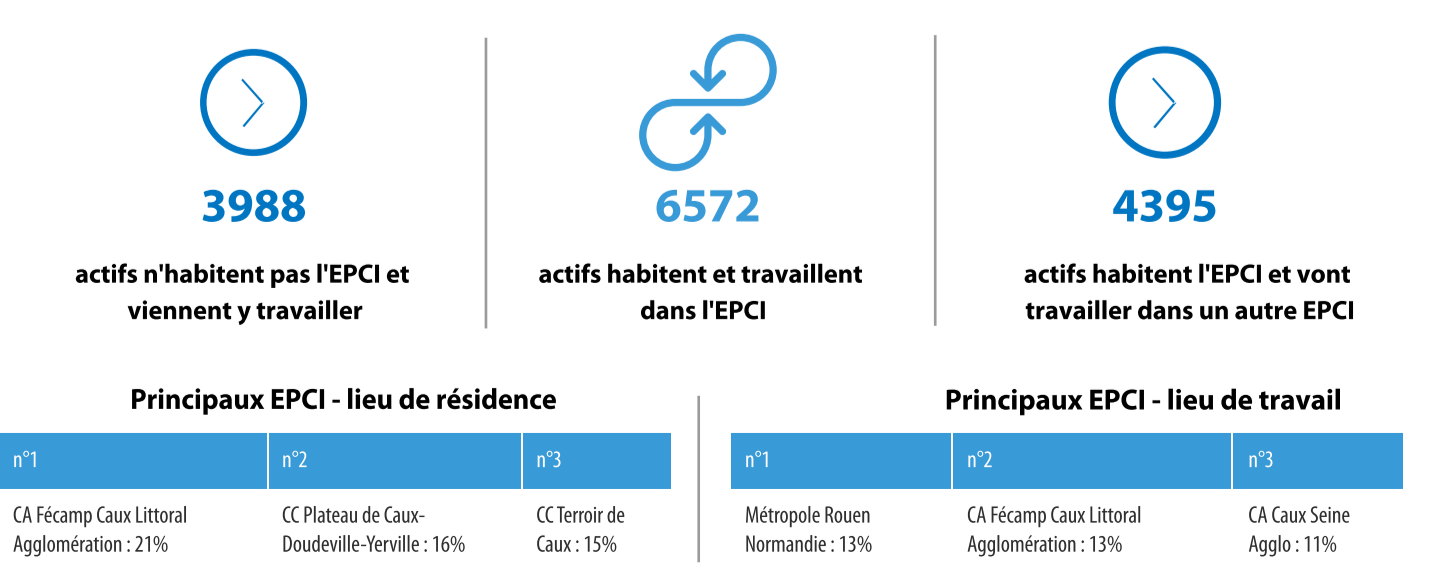 3988
actifs n'habitent pas l'EPCI et
viennent y travailler
6572
actifs habitent et travaillent
dans l'EPCI
4395
actifs habitent l'EPCI et vont
travailler dans un autre EPCI
Principaux EPCI - lieu de résidence
n°1
n°2
n°3
CA Fécamp Caux Littoral
Agglomération : 21%
CC Plateau de Caux-
Doudeville-Yerville : 16%
CC Terroir de
Caux : 15%
Principaux EPCI - lieu de travail
n°1
n°2
n°3
Métropole Rouen
Normandie : 13%
CA Fécamp Caux Littoral
Agglomération : 13%
CA Caux Seine
Agglo : 11%